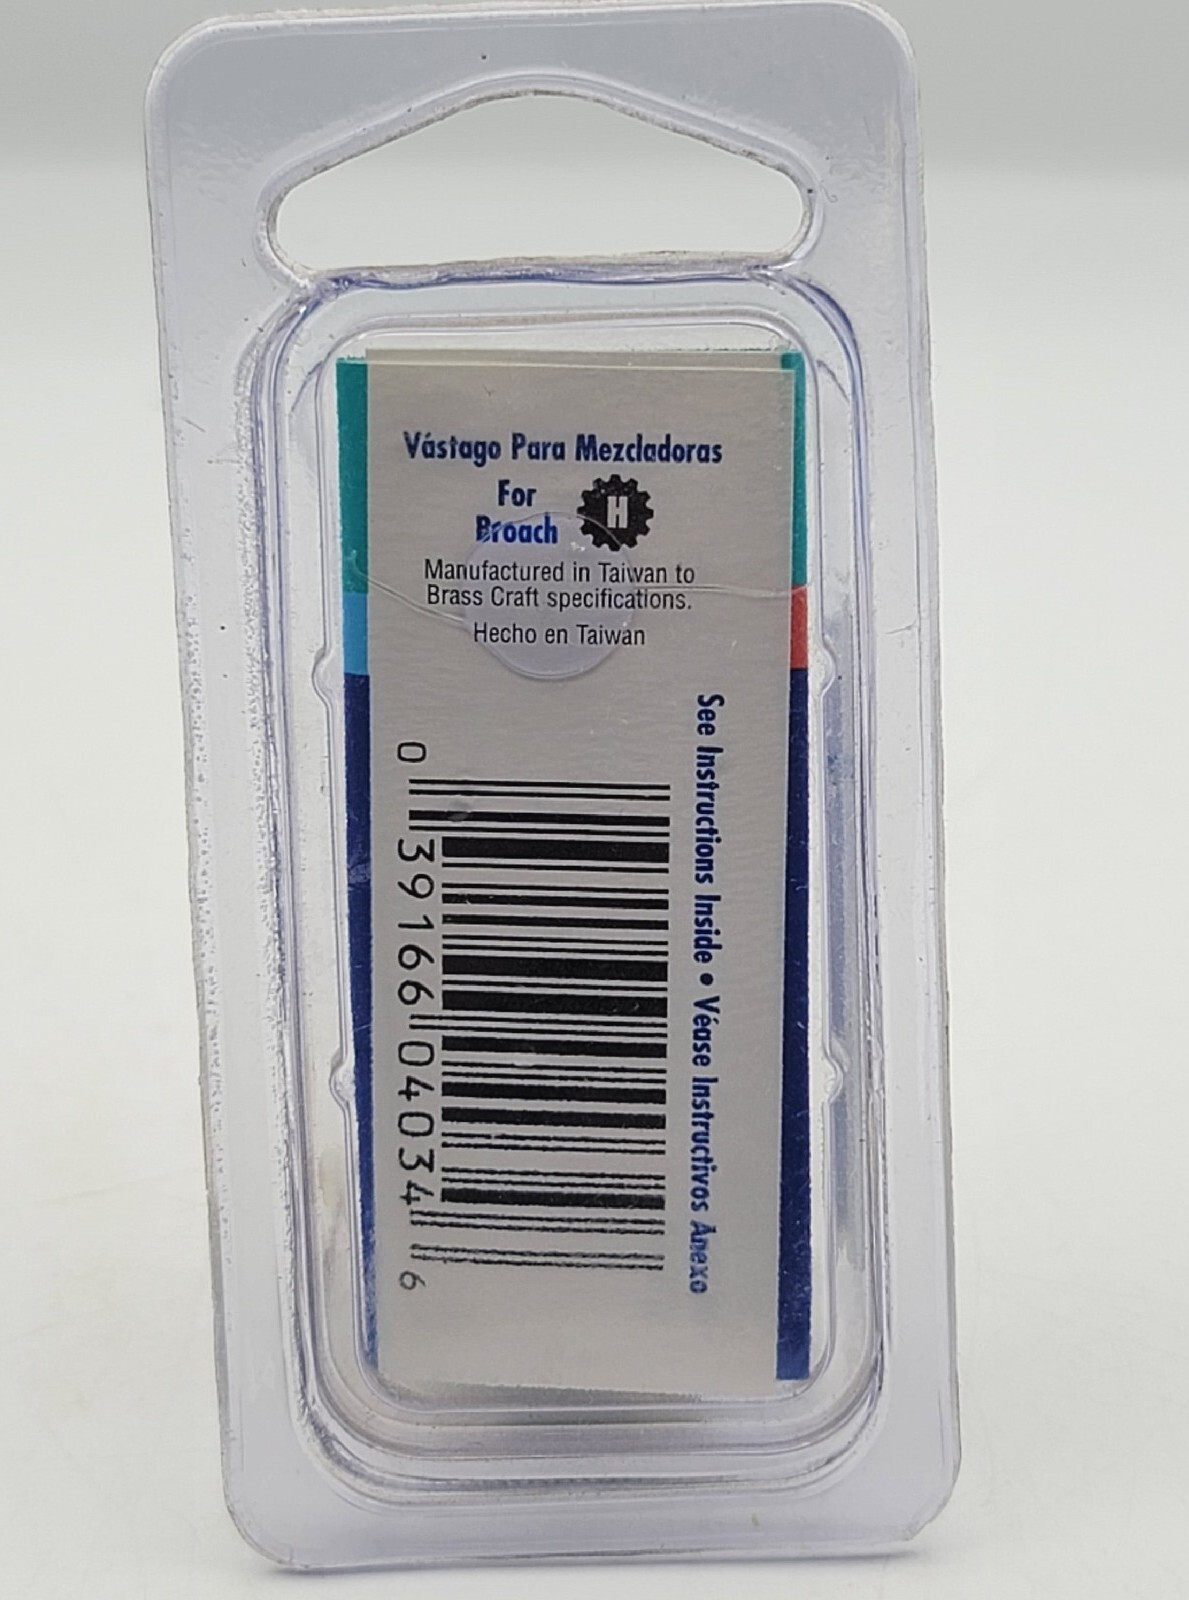 Vástago Para Mezcladoras
For
Broach
H
Manufactured in Taiwan to
Brass Craft specifications.
Hecho en Taiwan
See Instructions Inside • Véase Instructivos Anexo
0 39166 04034 6